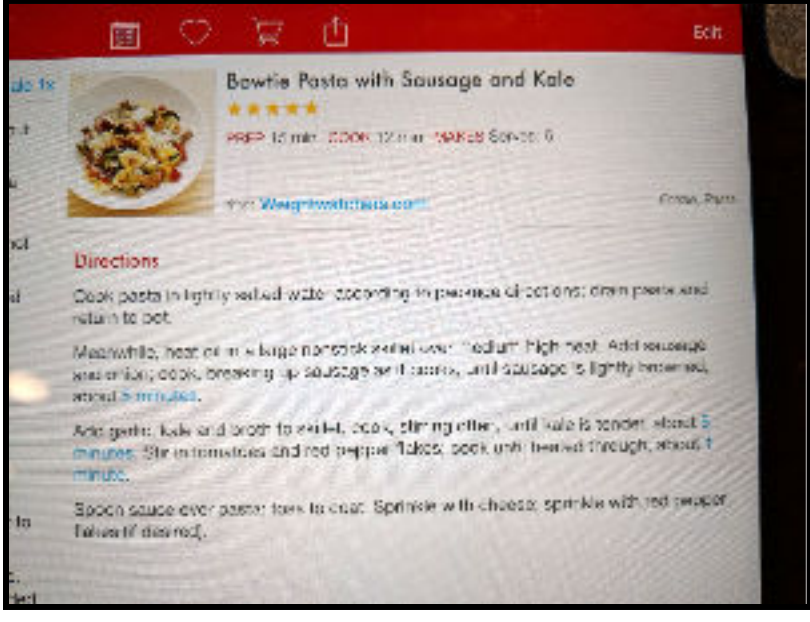 Edit
Bowtie Pasta with Sausage and Kale
PREP 15 min COOK 12 min MAKES Serves: 6
from Weightwatchers.com
Directions
Cook pasta in lightly salted water according to package directions; drain pasta and
return to pot.
Meanwhile, heat oil in a large nonstick skillet over medium high heat. Add sausage
and onion; cook, breaking up sausage as it cooks, until sausage is lightly browned,
about 5 minutes.
Add garlic, kale and broth to skillet; cook, stirring often, until kale is tender, about 5
minutes. Stir in tomatoes and red pepper flakes; cook until heated through, about 1
minute.
Spoon sauce over pasta; toss to coat. Sprinkle with cheese; sprinkle with red pepper
flakes (if desired).